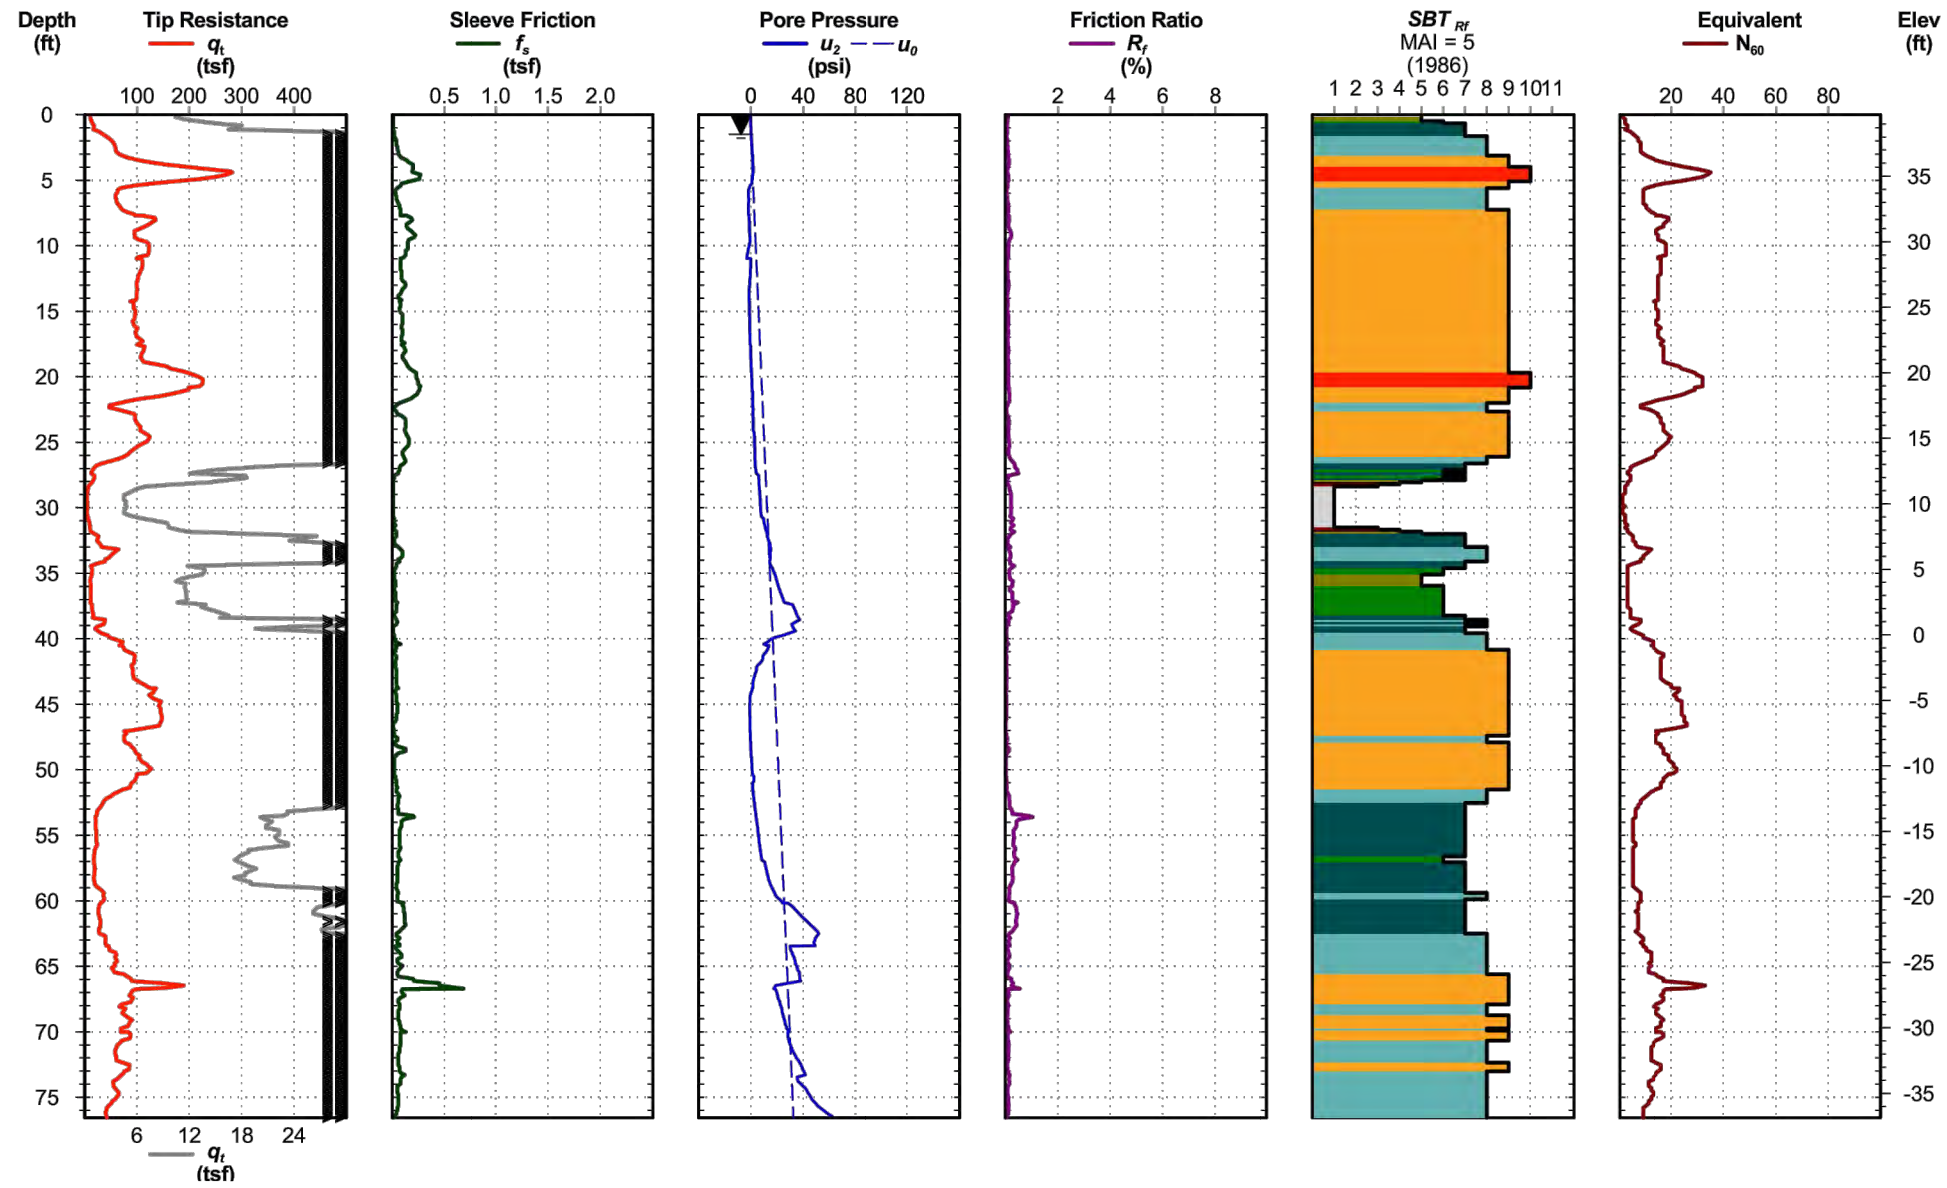 Depth Tip Resistance Sleeve Friction Pore Pressure Friction Ratio SBT Rf Equivalent Elev
(ft) qt fs u2 u0 Rf MAI = 5 N60 (ft)
(tsf) (tsf) (psi) (%) (1986)
100 200 300 400 0.5 1.0 1.5 2.0 0 40 80 120 2 4 6 8 1 2 3 4 5 6 7 8 9 10 11 20 40 60 80
0
5 35
10 30
15 25
20 20
25 15
30 10
35 5
40 0
45 -5
50 -10
55 -15
60 -20
65 -25
70 -30
75 -35
6 12 18 24
qt
(tsf)